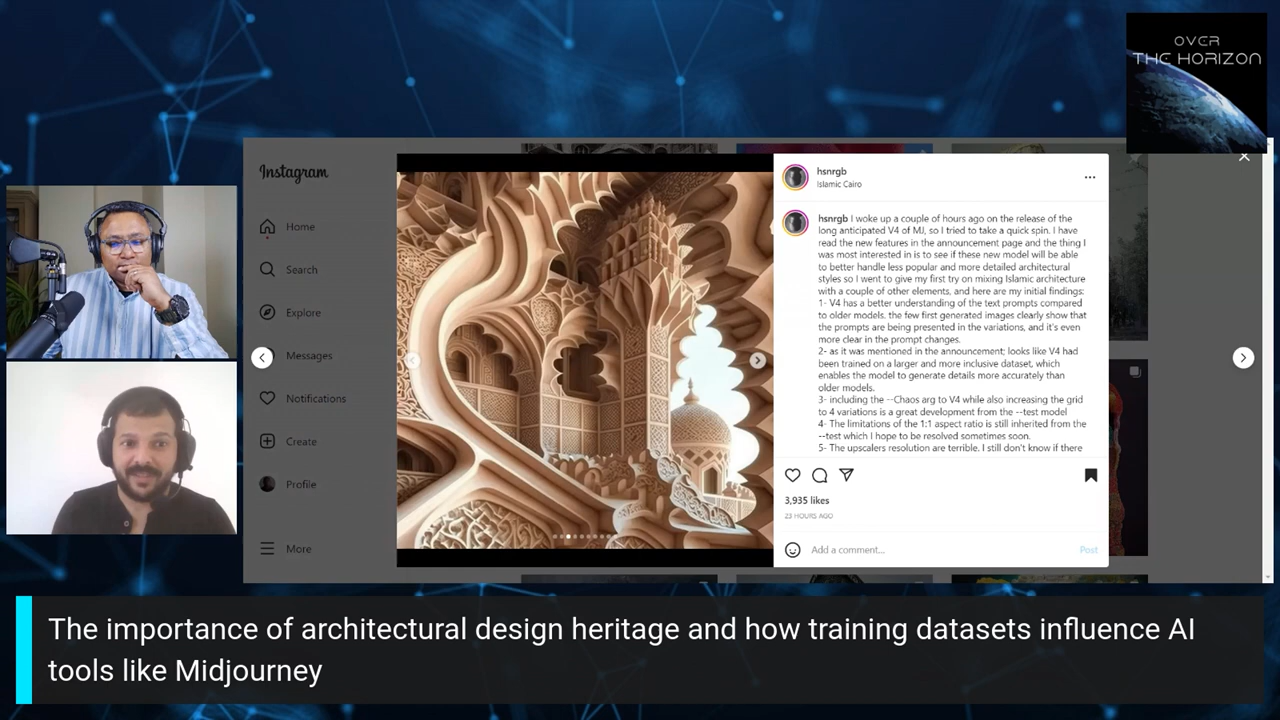 OVER
THE HORIZON
Instagram
Home
Search
Explore
Messages
Notifications
Create
Profile
More
hsnrgb
Islamic Cairo
hsnrgb I woke up a couple of hours ago on the release of the
long anticipated V4 of MJ, so I tried to take a quick spin. I have
read the new features in the announcement page and the thing I
was most interested in is to see if these new model will be able
to better handle less popular and more detailed architectural
styles so I went to give my first try on mixing Islamic architecture
with a couple of other elements, and here are my initial findings:
1- V4 has a better understanding of the text prompts compared
to older models. the few first generated images clearly show that
the prompts are being presented in the variations, and it's even
more clear in the prompt changes.
2- as it was mentioned in the announcement; looks like V4 had
been trained on a larger and more inclusive dataset, which
enables the model to generate details more accurately than
older models.
3- including the --Chaos arg to V4 while also increasing the grid
to 4 variations is a great development from the --test model
4- The limitations of the 1:1 aspect ratio is still inherited from the
--test which I hope to be resolved sometimes soon.
5- The upscalers resolution are terrible. I still don't know if there
3,935 likes
23 HOURS AGO
Add a comment...
Post
The importance of architectural design heritage and how training datasets influence AI
tools like Midjourney